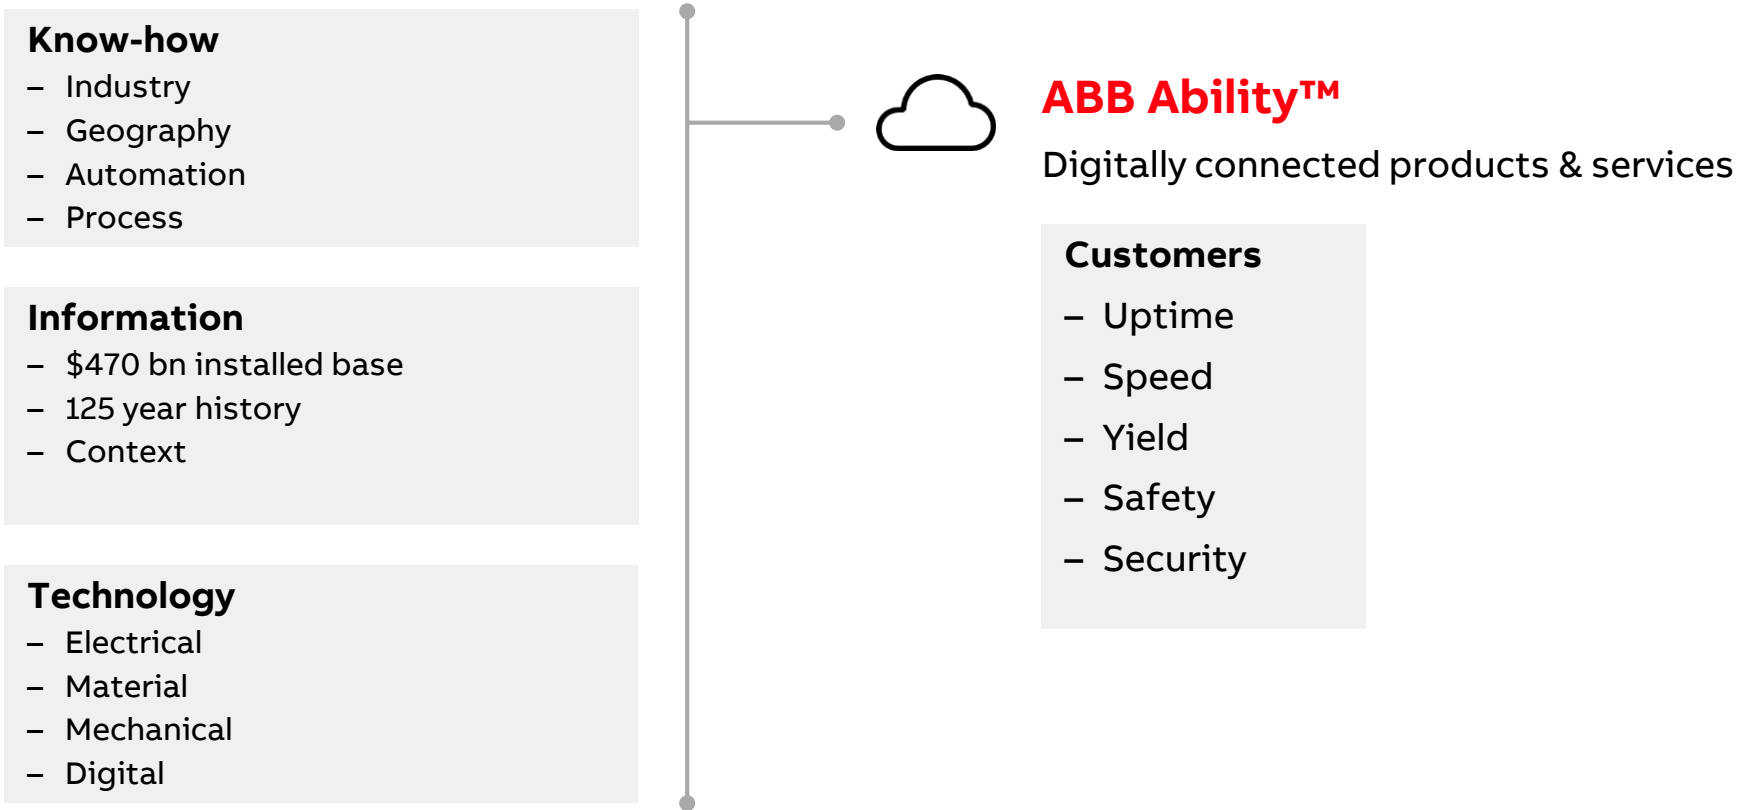 Know-how
– Industry
– Geography
– Automation
– Process
Information
– $470 bn installed base
– 125 year history
– Context
Technology
– Electrical
– Material
– Mechanical
– Digital
ABB Ability™
Digitally connected products & services
Customers
– Uptime
– Speed
– Yield
– Safety
– Security